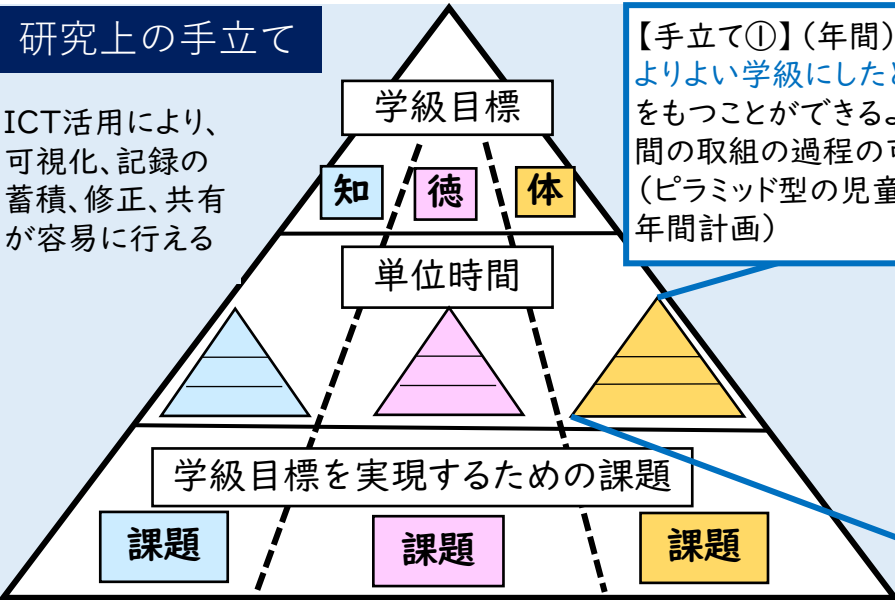 研究上の手立て
ICT活用により、
可視化、記録の
蓄積、修正、共有
が容易に行える
【手立て①】（年間）
よりよい学級にした
をもつことができる
間の取組の過程の
（ピラミッド型の児
年間計画）
学級目標
知 徳 体
単位時間
学級目標を実現するための課題
課題 課題 課題